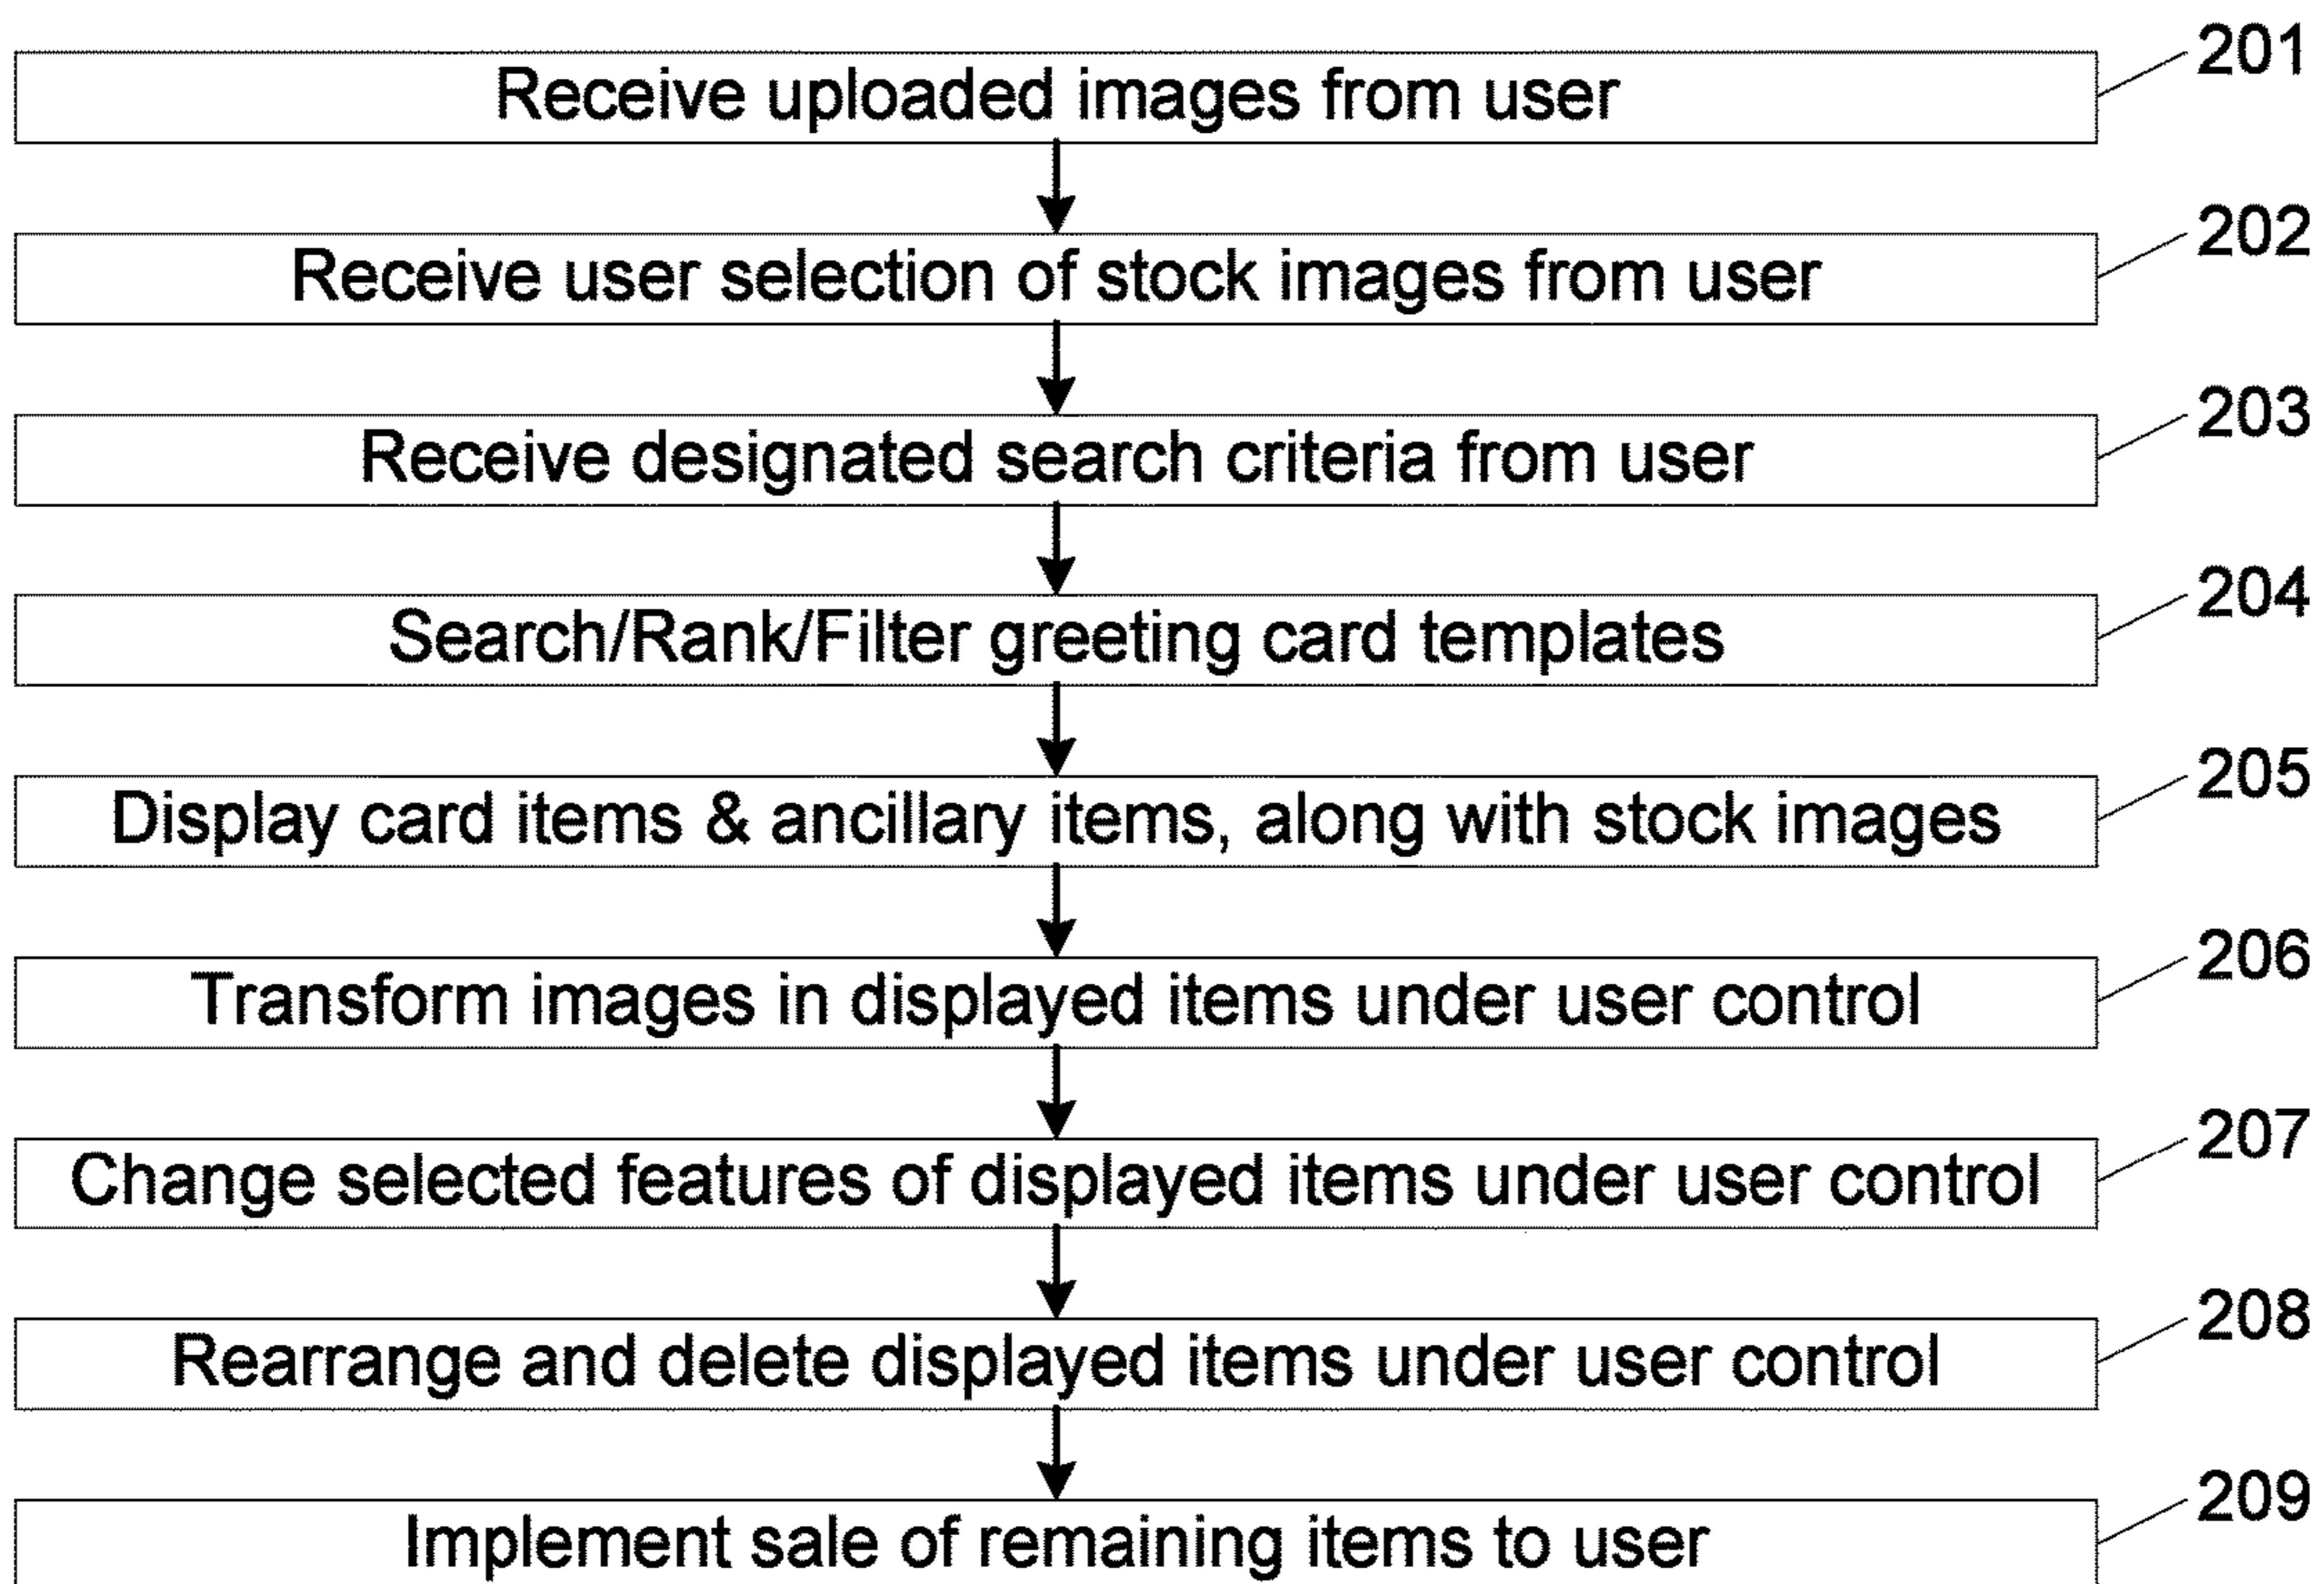 201
Receive uploaded images from user
202
Receive user selection of stock images from user
203
Receive designated search criteria from user
204
Search/Rank/Filter greeting card templates
205
Display card items & ancillary items, along with stock images
206
Transform images in displayed items under user control
207
Change selected features of displayed items under user control
208
Rearrange and delete displayed items under user control
209
Implement sale of remaining items to user